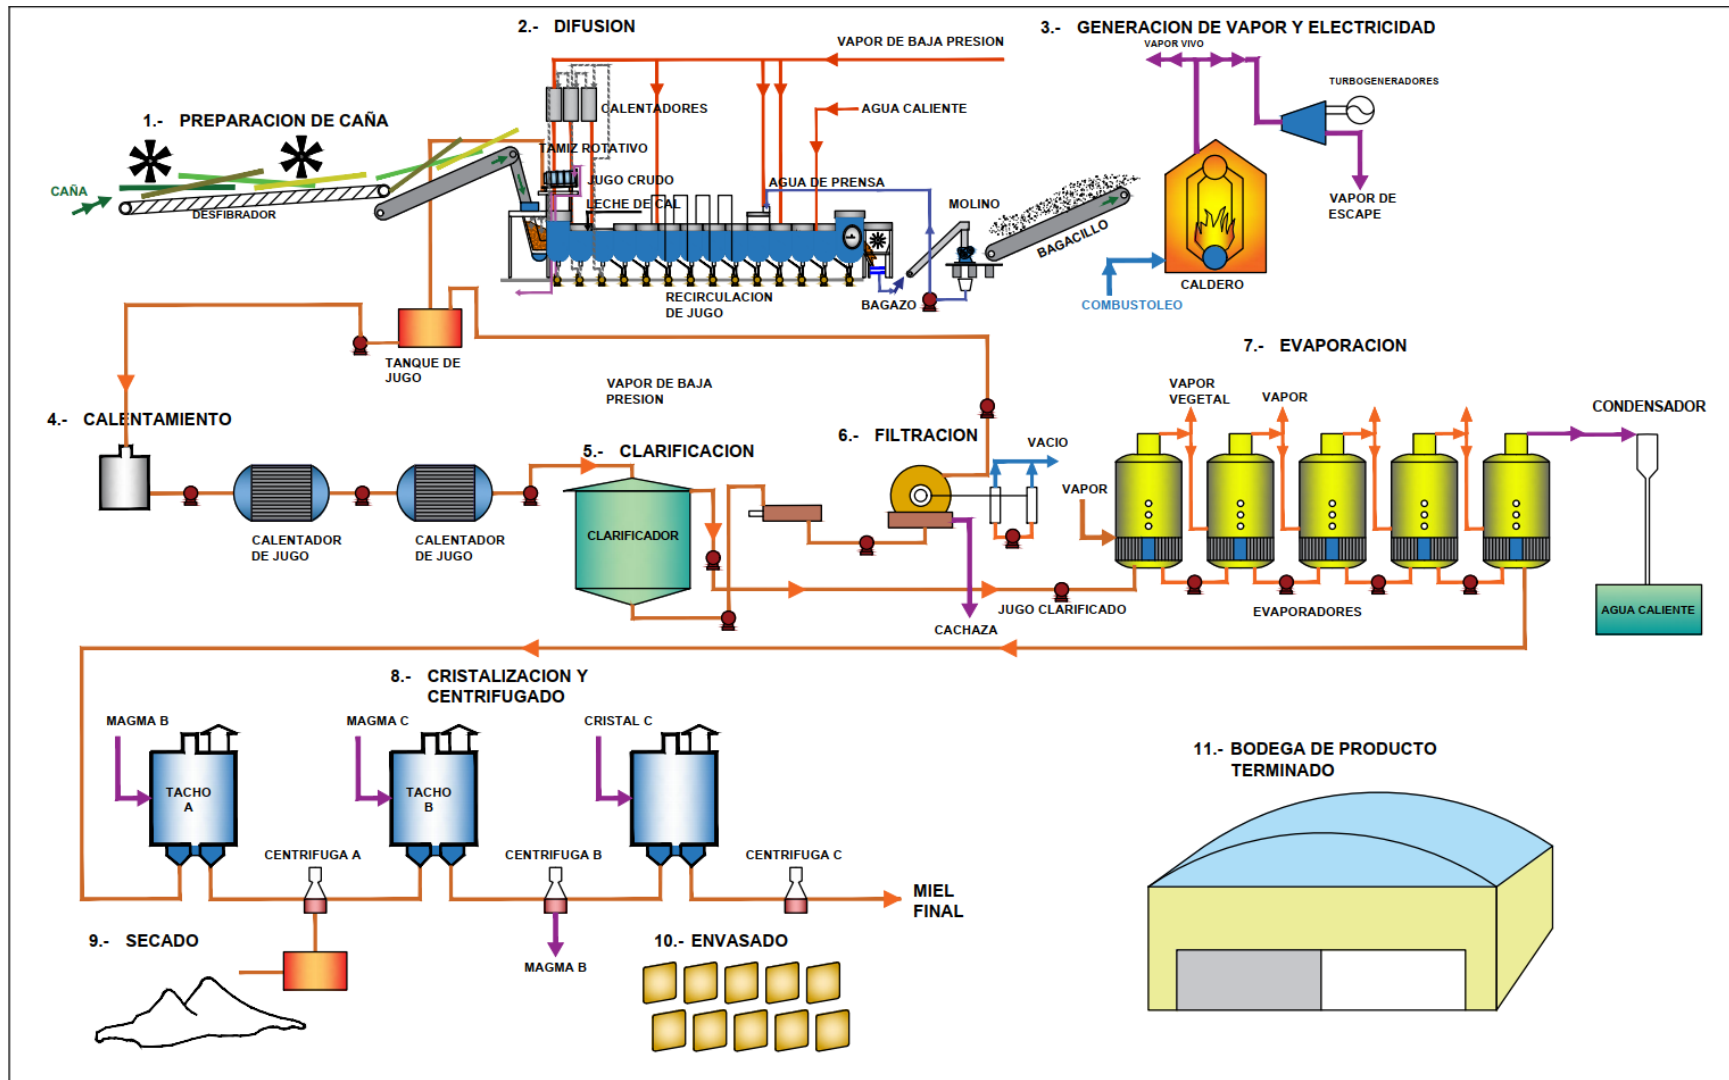 2.- DIFUSION
3.- GENERACION DE VAPOR Y ELECTRICIDAD
VAPOR DE BAJA PRESION
VAPOR VIVO
TURBOGENERADORES
CALENTADORES
AGUA CALIENTE
1.- PREPARACION DE CAÑA
TAMIZ ROTATIVO
JUGO CRUDO
AGUA DE PRENSA
CAÑA
DESFIBRADOR
LECHE DE CAL
MOLINO
BAGACILLO
VAPOR DE
ESCAPE
RECIRCULACION
DE JUGO
BAGAZO
CALDERO
COMBUSTOLEO
TANQUE DE
JUGO
VAPOR DE BAJA
PRESION
7.- EVAPORACION
4.- CALENTAMIENTO
5.- CLARIFICACION
6.- FILTRACION
VACIO
VAPOR
VEGETAL
VAPOR
CONDENSADOR
VAPOR
CALENTADOR
DE JUGO
CALENTADOR
DE JUGO
CLARIFICADOR
JUGO CLARIFICADO
CACHAZA
EVAPORADORES
AGUA CALIENTE
8.- CRISTALIZACION Y
CENTRIFUGADO
MAGMA B
MAGMA C
CRISTAL C
TACHO
A
TACHO
B
CENTRIFUGA A
CENTRIFUGA B
CENTRIFUGA C
MIEL
FINAL
11.- BODEGA DE PRODUCTO
TERMINADO
9.- SECADO
MAGMA B
10.- ENVASADO